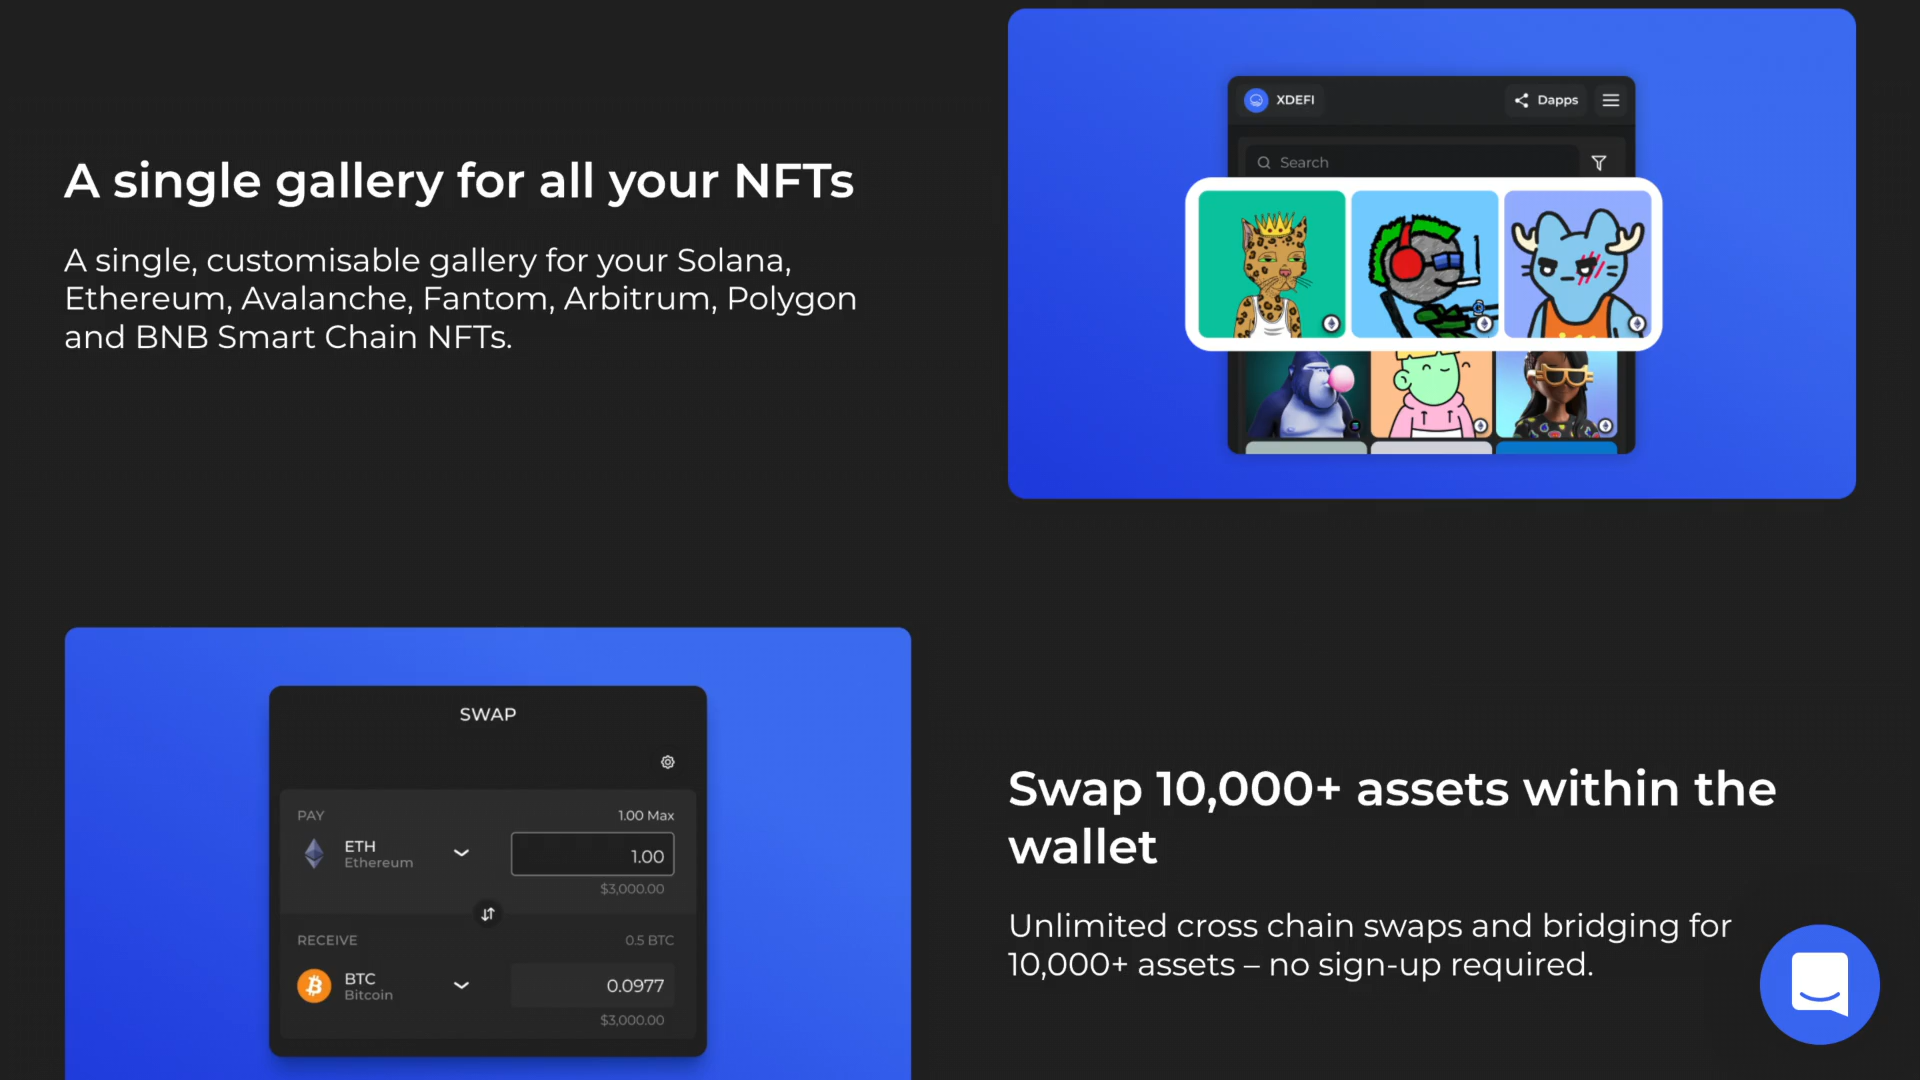 A single gallery for all your NFTs
A single, customisable gallery for your Solana,
Ethereum, Avalanche, Fantom, Arbitrum, Polygon
and BNB Smart Chain NFTs.
XDEFI
Dapps
Search
SWAP
PAY
1.00 Max
ETH
Ethereum
1.00
$3,000.00
RECEIVE
0.5 BTC
BTC
Bitcoin
0.0977
$3,000.00
Swap 10,000+ assets within the
wallet
Unlimited cross chain swaps and bridging for
10,000+ assets – no sign-up required.